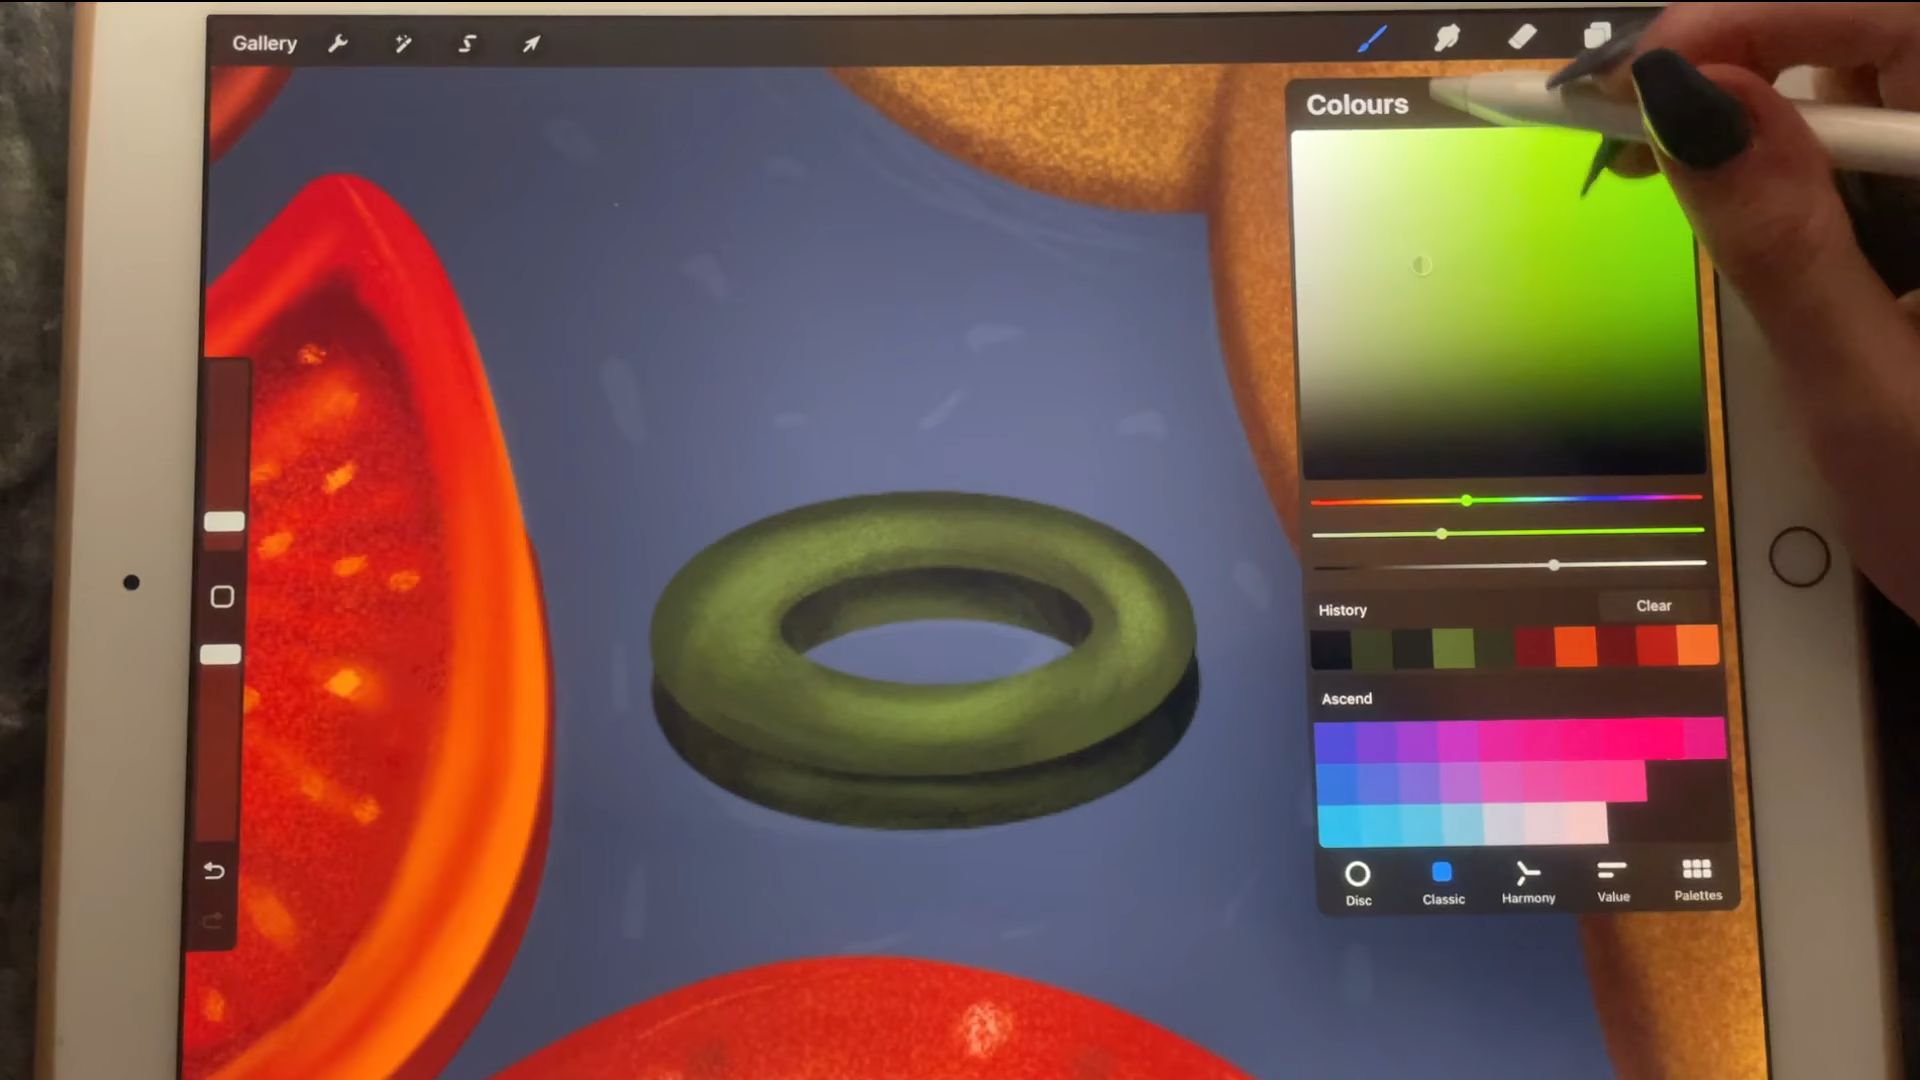 Gallery
Colours
History
Clear
Ascend
Disc
Classic
Harmony
Value
Palettes